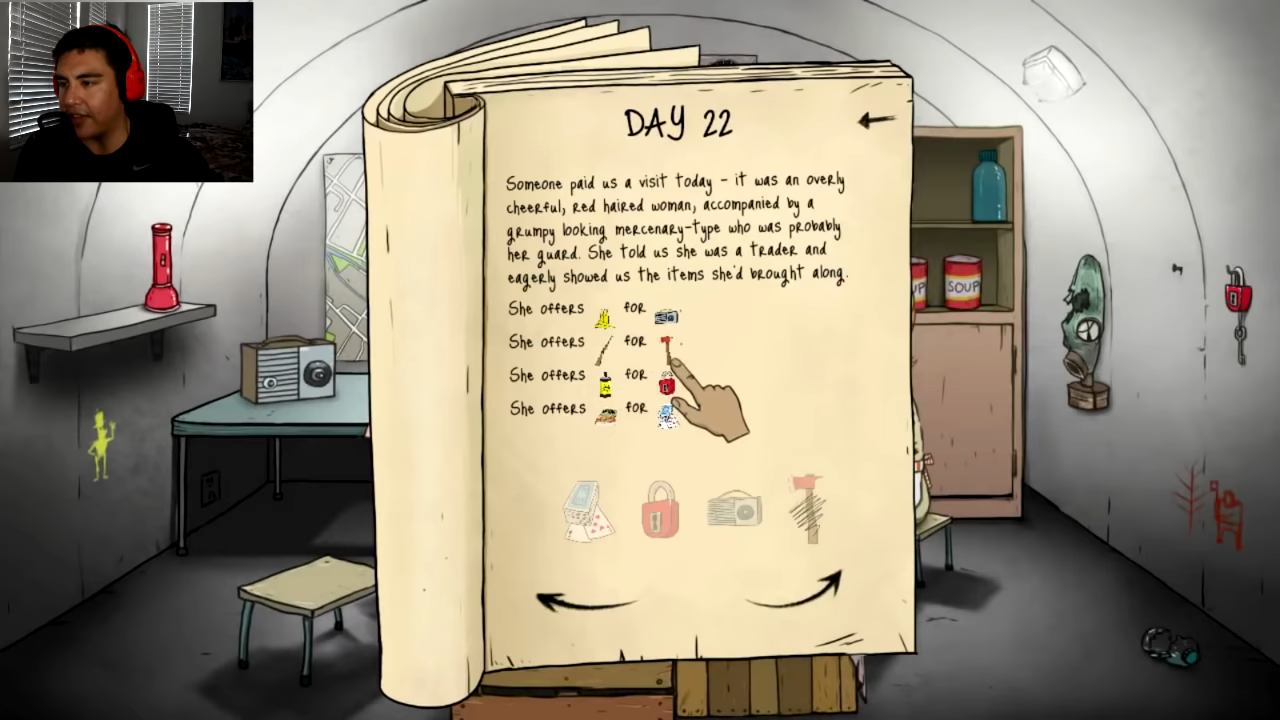 DAY 22
Someone paid us a visit today - it was an overly
cheerful, red haired woman, accompanied by a
grumpy looking mercenary-type who was probably
her guard. She told us she was a trader and
eagerly showed us the items she'd brought along.
She offers for
She offers for
She offers for
She offers for
UP SOUP